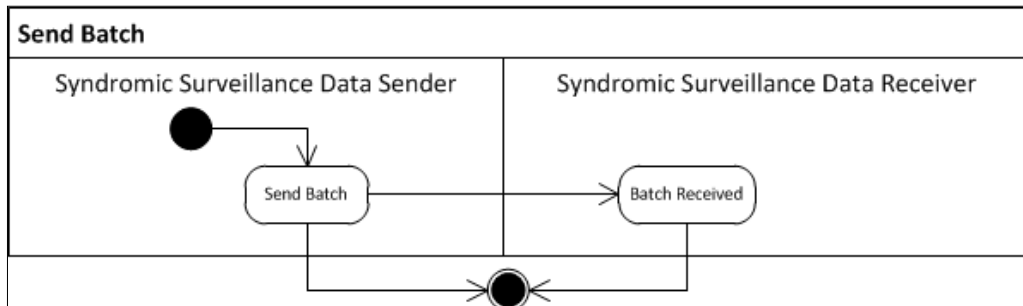 Send Batch
Syndromic Surveillance Data Sender
Syndromic Surveillance Data Receiver
Send Batch
Batch Received